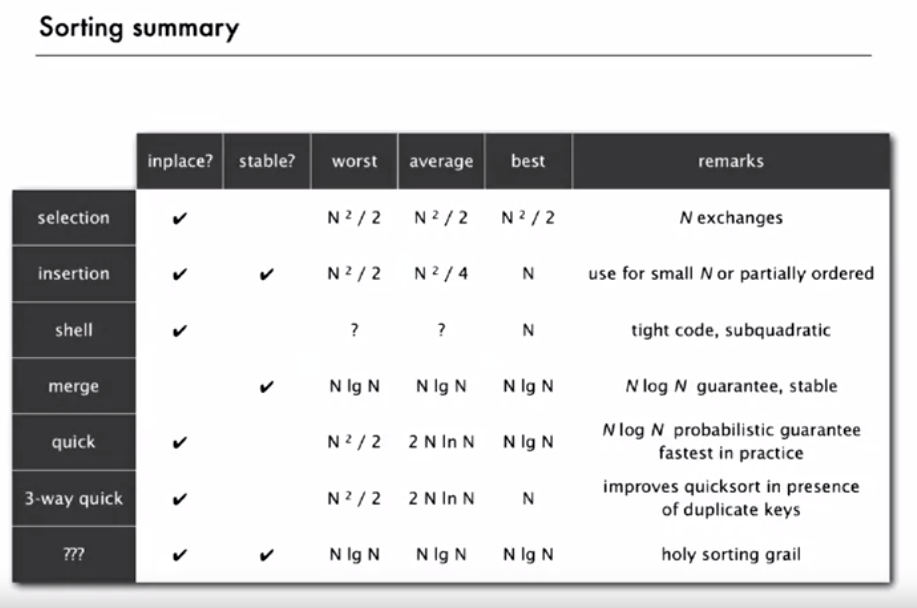 Sorting summary
inplace? stable? worst average best remarks
selection ✔ N ² / 2 N ² / 2 N ² / 2 N exchanges
insertion ✔ ✔ N ² / 2 N ² / 4 N use for small N or partially ordered
shell ✔ ? ? N tight code, subquadratic
merge ✔ N lg N N lg N N lg N N log N guarantee, stable
quick ✔ N ² / 2 2 N ln N N lg N N log N probabilistic guarantee
fastest in practice
3-way quick ✔ N ² / 2 2 N ln N N improves quicksort in presence
of duplicate keys
??? ✔ ✔ N lg N N lg N N lg N holy sorting grail